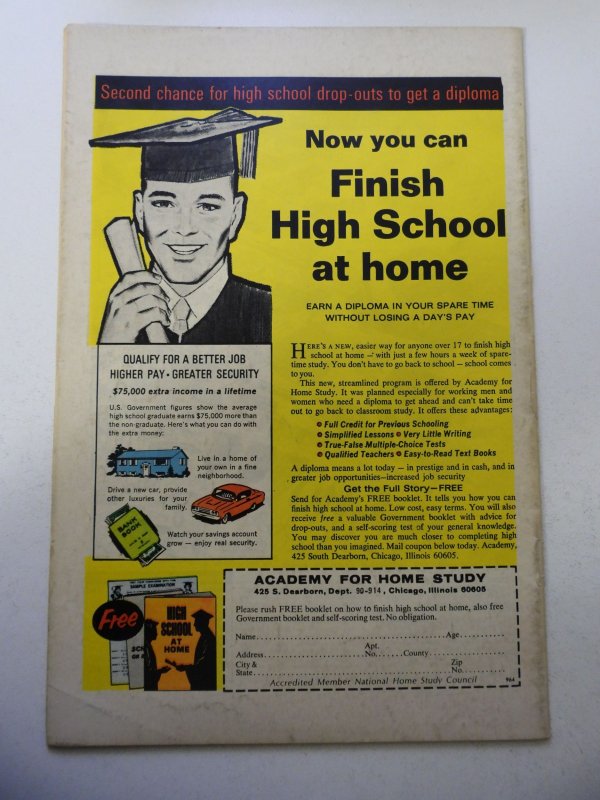 Second chance for high school drop-outs to get a diploma
Now you can
Finish
High School
at home
EARN A DIPLOMA IN YOUR SPARE TIME
WITHOUT LOSING A DAY'S PAY
QUALIFY FOR A BETTER JOB
HIGHER PAY • GREATER SECURITY
$75,000 extra income in a lifetime
U.S. Government figures show the average
high school graduate earns $75,000 more than
the non-graduate. Here's what you can do with
the extra money:
Live in a home of
your own in a fine
neighborhood.
Drive a new car, provide
other luxuries for your
family.
BANK
BOOK
Watch your savings account
grow — enjoy real security.
HERE'S A NEW, easier way for anyone over 17 to finish high
school at home — with just a few hours a week of spare-
time study. You don't have to go back to school – school comes
to you.
This new, streamlined program is offered by Academy for
Home Study. It was planned especially for working men and
women who need a diploma to get ahead and can't take time
out to go back to classroom study. It offers these advantages:
• Full Credit for Previous Schooling
• Simplified Lessons • Very Little Writing
• True-False Multiple-Choice Tests
• Qualified Teachers • Easy-to-Read Text Books
A diploma means a lot today – in prestige and in cash, and in
greater job opportunities—increased job security
Get the Full Story—FREE
Send for Academy's FREE booklet. It tells you how you can
finish high school at home. Low cost, easy terms. You will also
receive free a valuable Government booklet with advice for
drop-outs, and a self-scoring test of your general knowledge.
You may discover you are much closer to completing high
school than you imagined. Mail coupon below today. Academy,
425 South Dearborn, Chicago, Illinois 60605.
Free
SAMPLE EXAMINATION
HIGH
SCHOOL
AT
HOME
ACADEMY FOR HOME STUDY
425 S. Dearborn, Dept. 90-914, Chicago, Illinois 60605
Please rush FREE booklet on how to finish high school at home, also free
Government booklet and self-scoring test. No obligation.
Name Age
Address Apt. No. County
City & State Zip No.
Accredited Member National Home Study Council 964